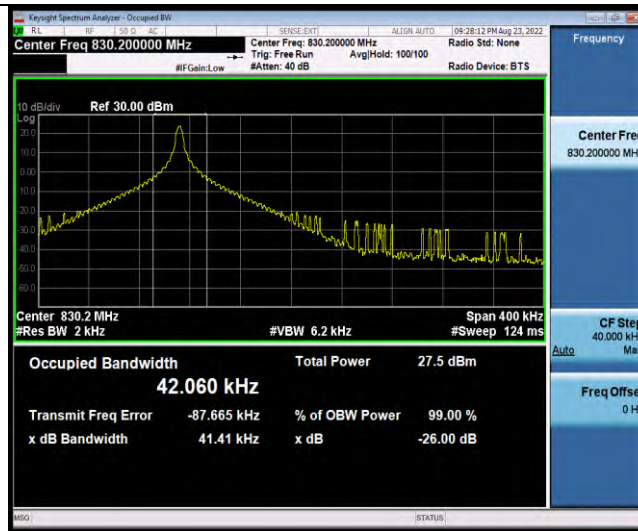 Keysight Spectrum Analyzer - Occupied BW
RL RF 50 Ω AC SENSE:EXT ALIGN AUTO 09:28:12 PM Aug 23, 2022
Center Freq 830.200000 MHz
Center Freq: 830.200000 MHz
Radio Std: None
Trig: Free Run Avg|Hold: 100/100
#IFGain:Low
#Atten: 40 dB
Radio Device: BTS
10 dB/div Ref 30.00 dBm
Log
20.0
10.0
0.00
-10.0
-20.0
-30.0
-40.0
-50.0
-60.0
Center 830.2 MHz
Span 400 kHz
#Res BW 2 kHz
#VBW 6.2 kHz
#Sweep 124 ms
Occupied Bandwidth
42.060 kHz
Total Power 27.5 dBm
Transmit Freq Error -87.665 kHz
% of OBW Power 99.00 %
x dB Bandwidth 41.41 kHz
x dB -26.00 dB
MSG
STATUS
Frequency
Center Fre
830.200000 MH
CF Step
40.000 kH
Auto Ma
Freq Offse
0 H